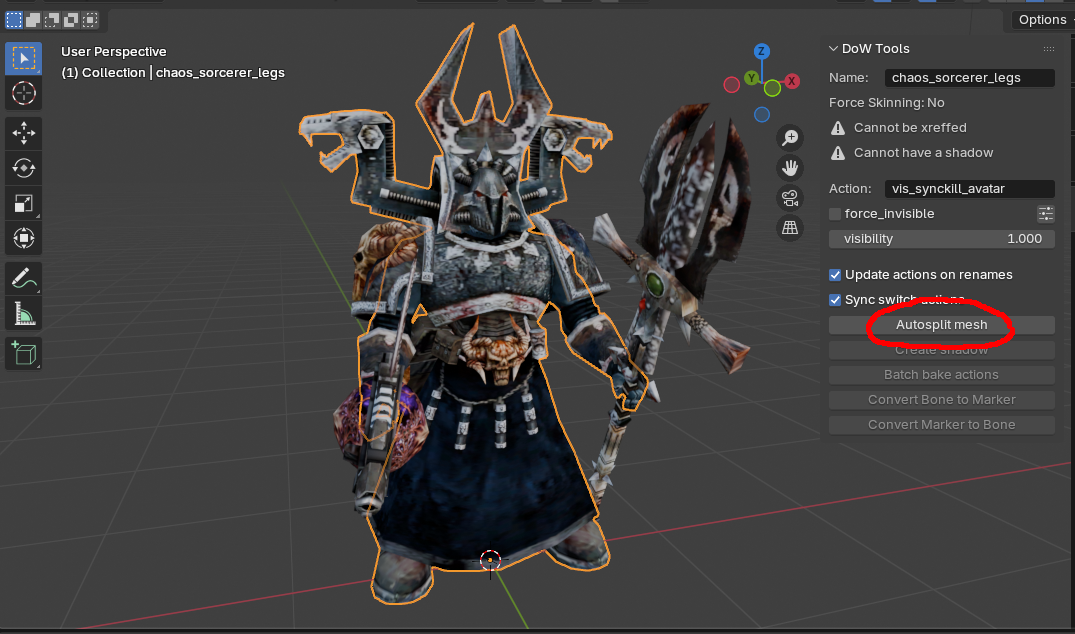 Options
User Perspective
(1) Collection | chaos_sorcerer_legs
Z
Y
X
DoW Tools
Name: chaos_sorcerer_legs
Force Skinning: No
Cannot be xreffed
Cannot have a shadow
Action: vis_synckill_avatar
force_invisible
visibility 1.000
Update actions on renames
Sync switch actions
Autosplit mesh
Create shadow
Batch bake actions
Convert Bone to Marker
Convert Marker to Bone